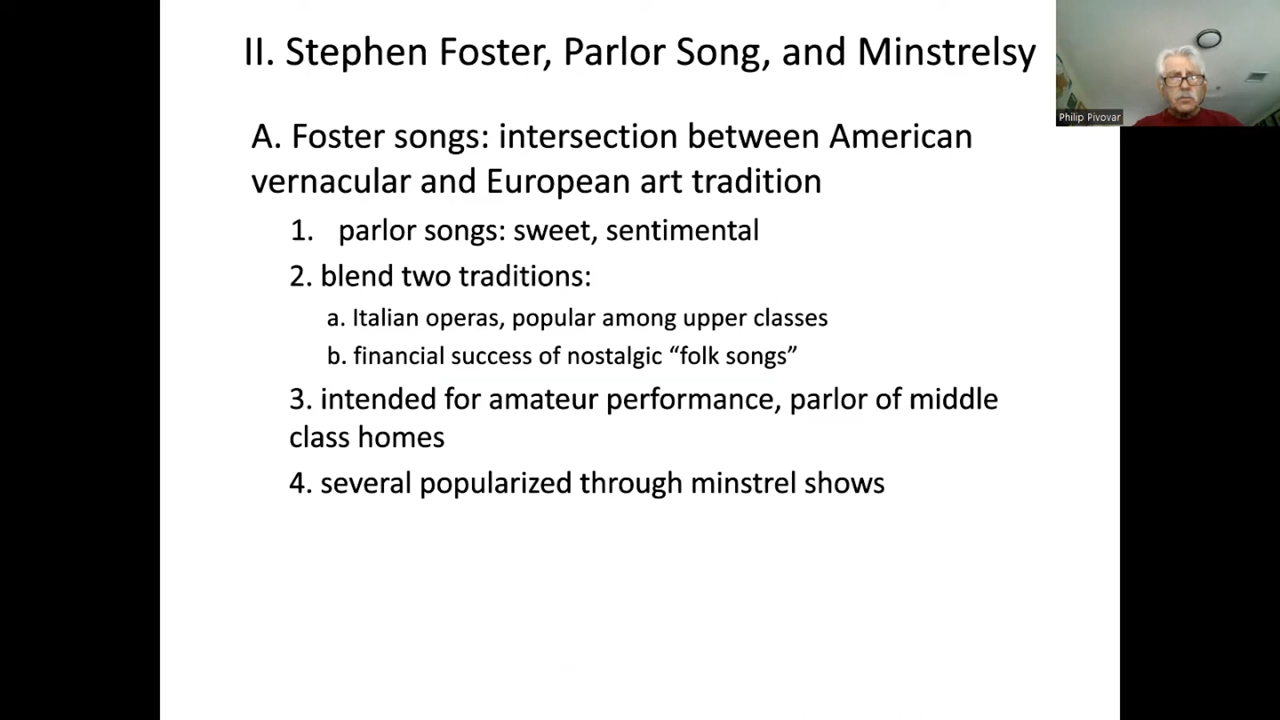 II. Stephen Foster, Parlor Song, and Minstrelsy
Philip Pivovar
A. Foster songs: intersection between American
vernacular and European art tradition
1. parlor songs: sweet, sentimental
2. blend two traditions:
a. Italian operas, popular among upper classes
b. financial success of nostalgic “folk songs”
3. intended for amateur performance, parlor of middle
class homes
4. several popularized through minstrel shows